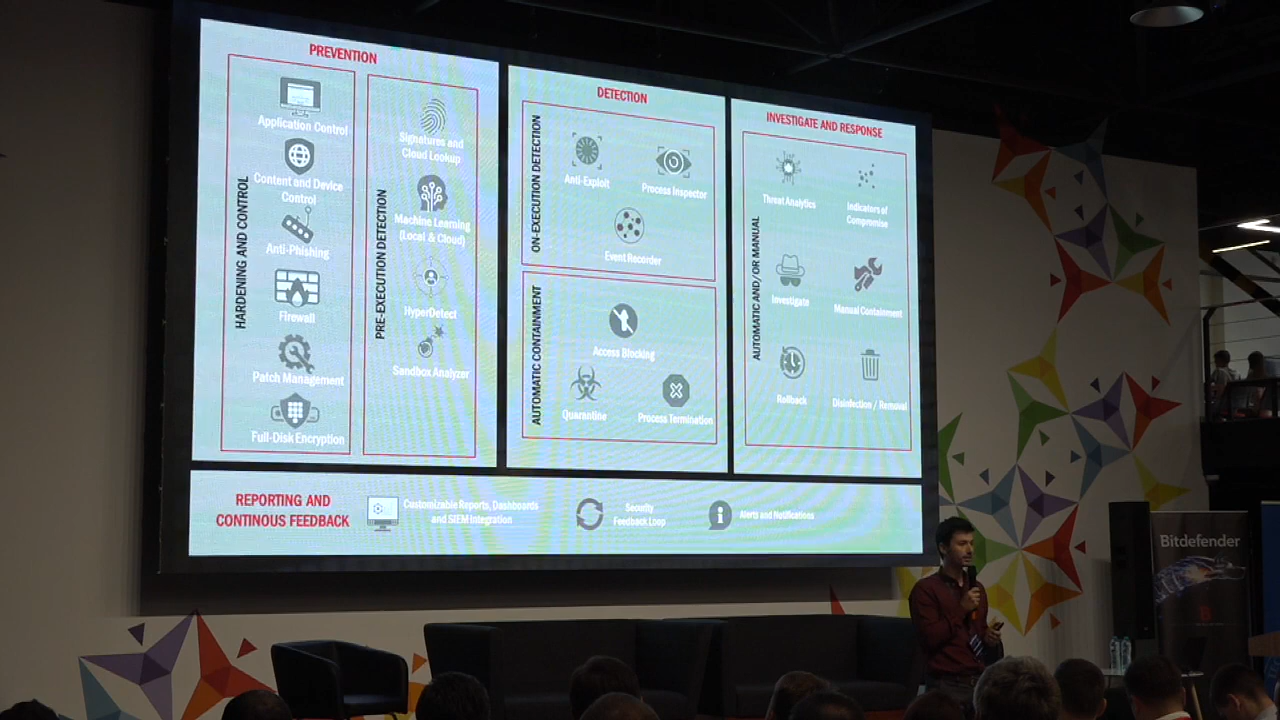 PREVENTION
HARDENING AND CONTROL
Application Control
Content and Device
Control
Anti-Phishing
Firewall
Patch Management
Full-Disk Encryption
PRE-EXECUTION DETECTION
Signatures and
Cloud Lookup
Machine Learning
(Local & Cloud)
HyperDetect
Sandbox Analyzer
DETECTION
ON-EXECUTION DETECTION
Anti-Exploit
Process Inspector
Event Recorder
AUTOMATIC CONTAINMENT
Access Blocking
Quarantine
Process Termination
INVESTIGATE AND RESPONSE
AUTOMATIC AND/OR MANUAL
Threat Analytics
Indicators of
Compromise
Investigate
Manual Containment
Rollback
Disinfection / Removal
REPORTING AND
CONTINOUS FEEDBACK
Customizable Reports, Dashboards
and SIEM Integration
Security
Feedback Loop
Alerts and Notifications
Bitdefender